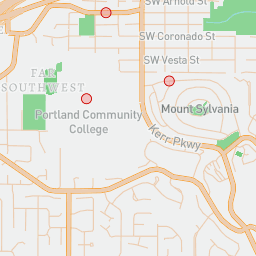 SW Arnold St
SW Coronado St
SW Vesta St
FAR
SOUTHWEST
Mount Sylvania
Portland Community
College
Kerr Pkwy